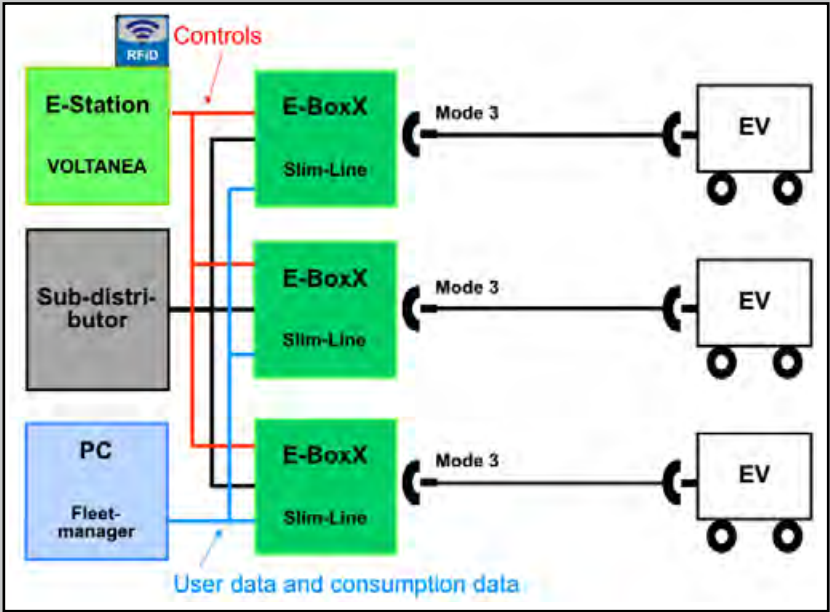 RFiD
Controls
E-Station
VOLTANEA
E-BoxX
Slim-Line
Mode 3
EV
Sub-distri-
butor
E-BoxX
Slim-Line
Mode 3
EV
PC
Fleet-
manager
E-BoxX
Slim-Line
Mode 3
EV
User data and consumption data